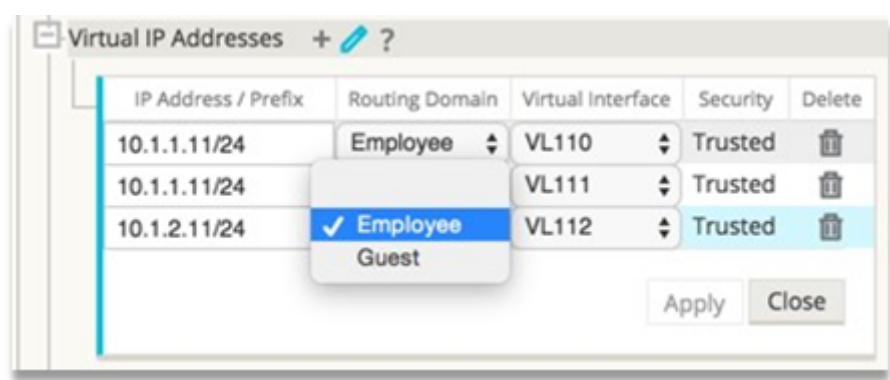 Virtual IP Addresses + ?
IP Address / Prefix Routing Domain Virtual Interface Security Delete
10.1.1.11/24 Employee VL110 Trusted
10.1.1.11/24 VL111 Trusted
10.1.2.11/24 ✓ Employee VL112 Trusted
Guest
Apply Close